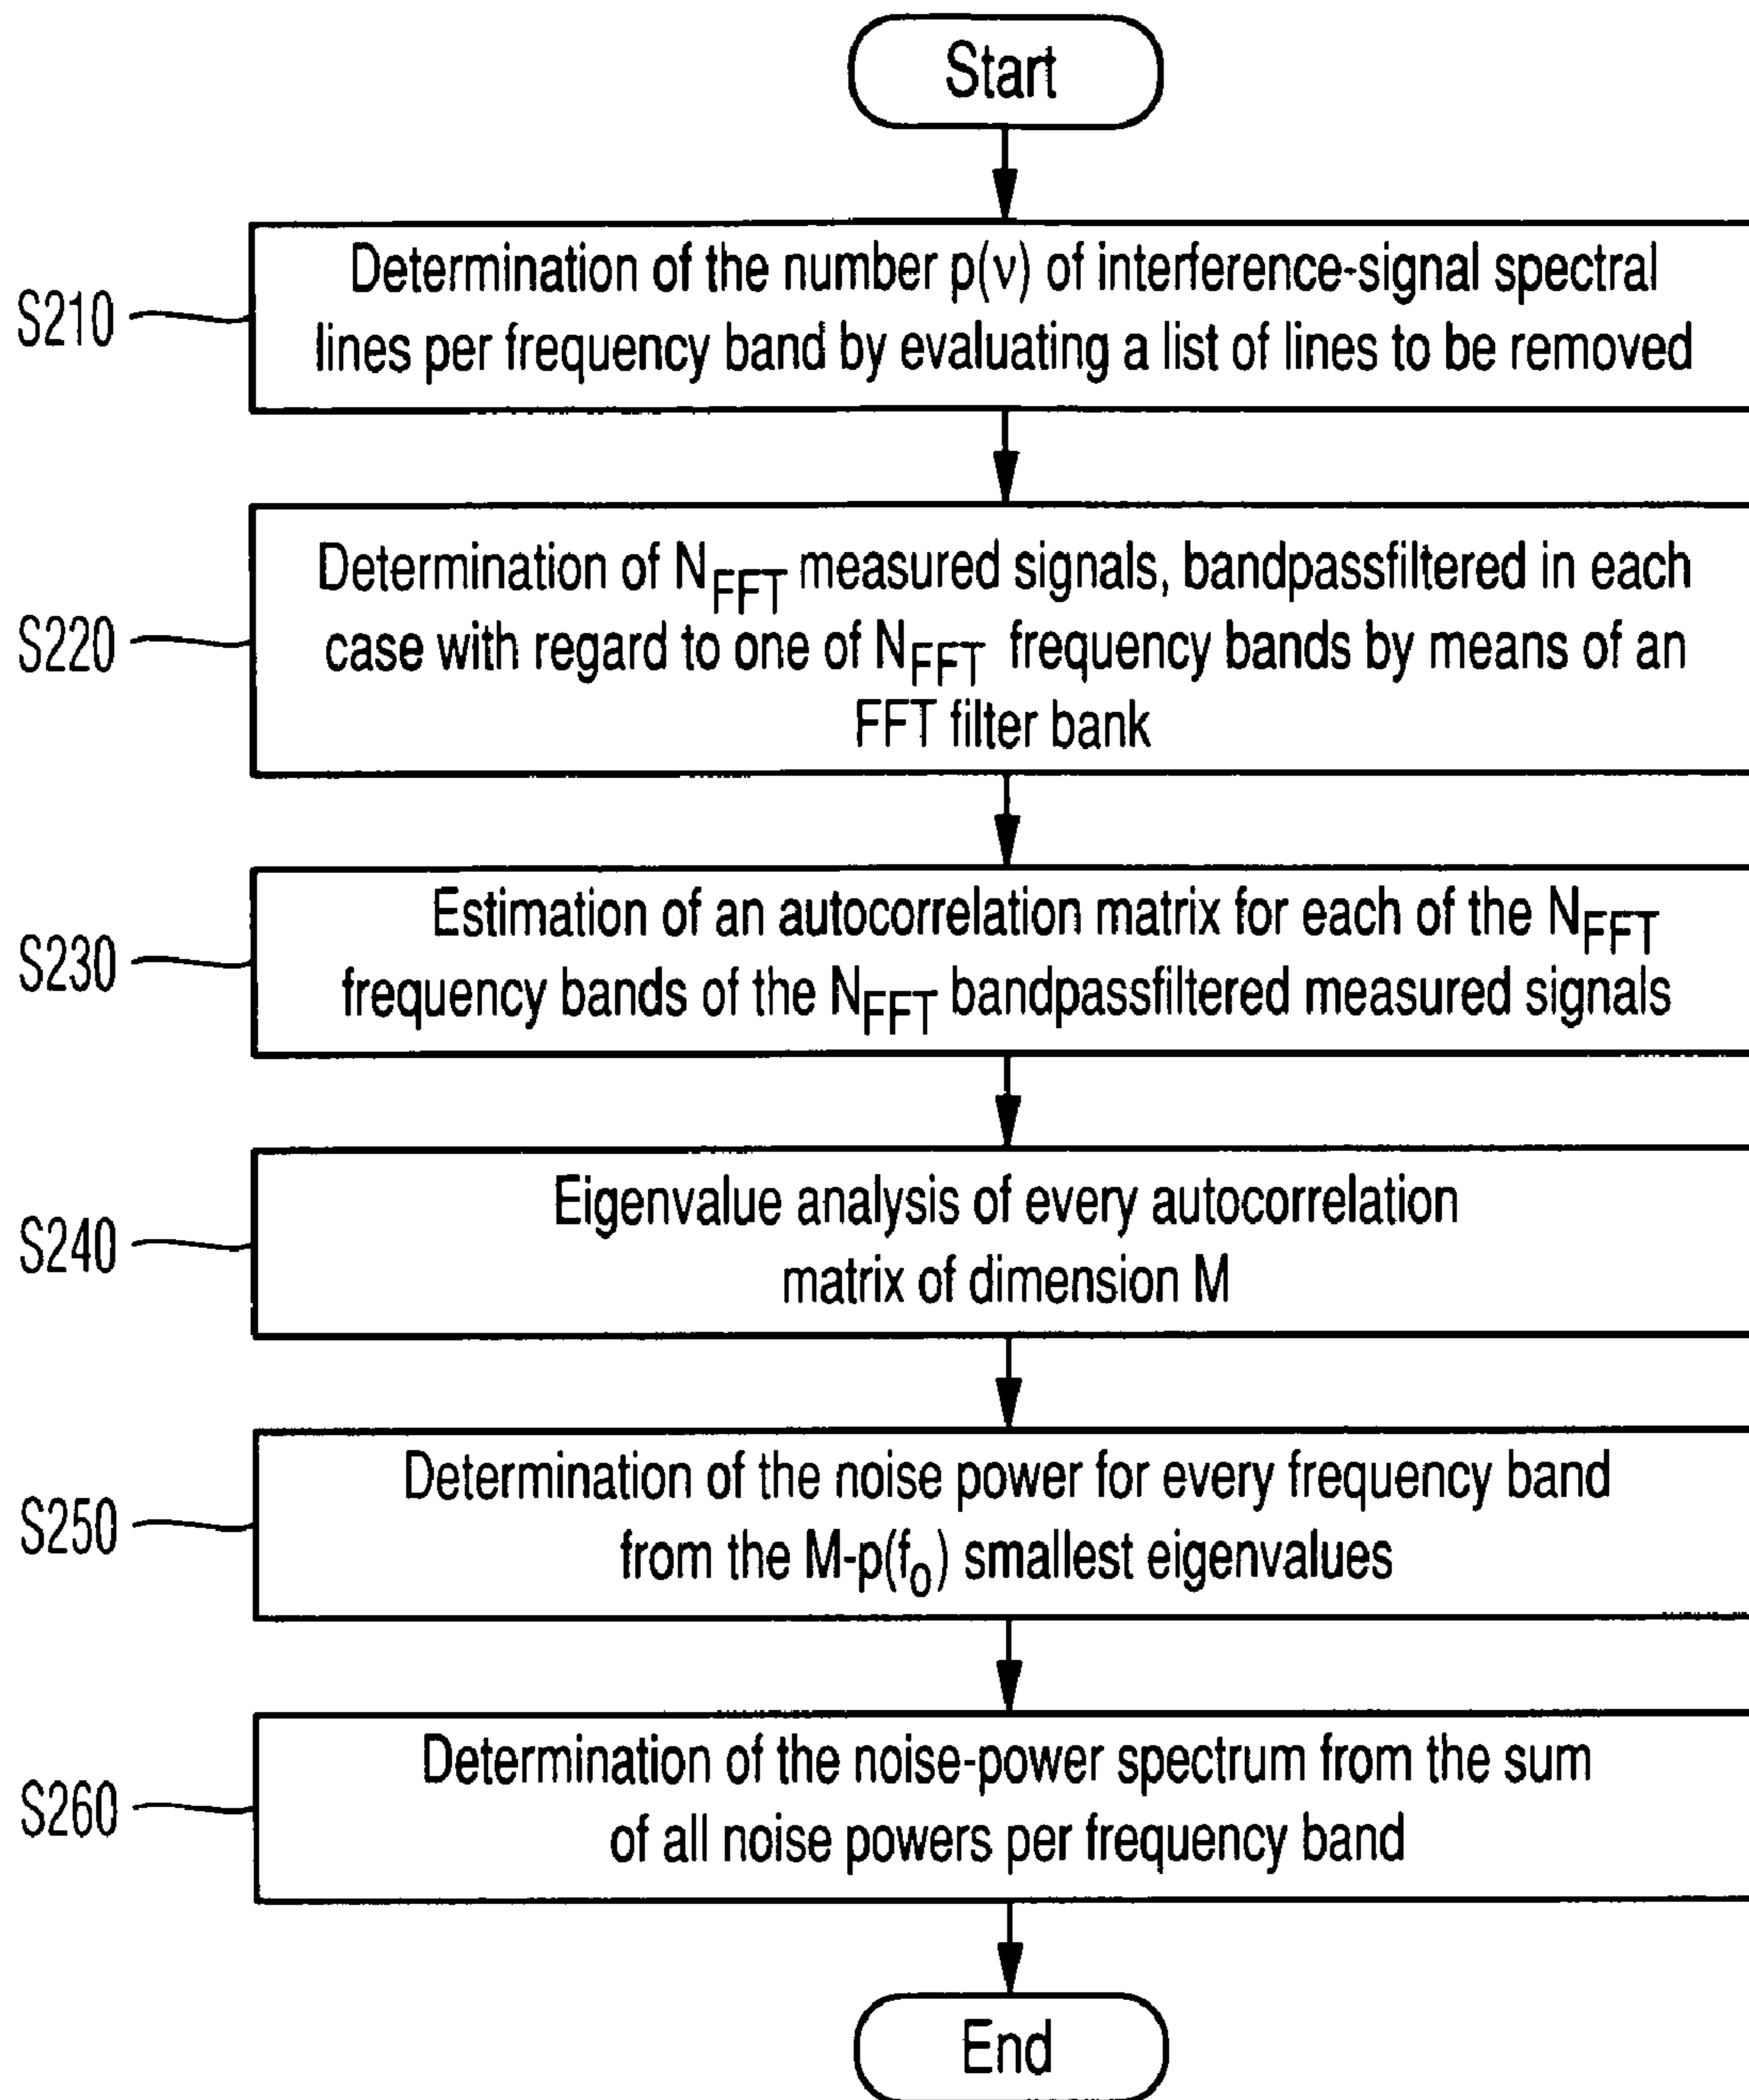 Start
S210
Determination of the number p(ν) of interference-signal spectral
lines per frequency band by evaluating a list of lines to be removed
S220
Determination of NFFT measured signals, bandpassfiltered in each
case with regard to one of NFFT frequency bands by means of an
FFT filter bank
S230
Estimation of an autocorrelation matrix for each of the NFFT
frequency bands of the NFFT bandpassfiltered measured signals
S240
Eigenvalue analysis of every autocorrelation
matrix of dimension M
S250
Determination of the noise power for every frequency band
from the M-p(fo) smallest eigenvalues
S260
Determination of the noise-power spectrum from the sum
of all noise powers per frequency band
End